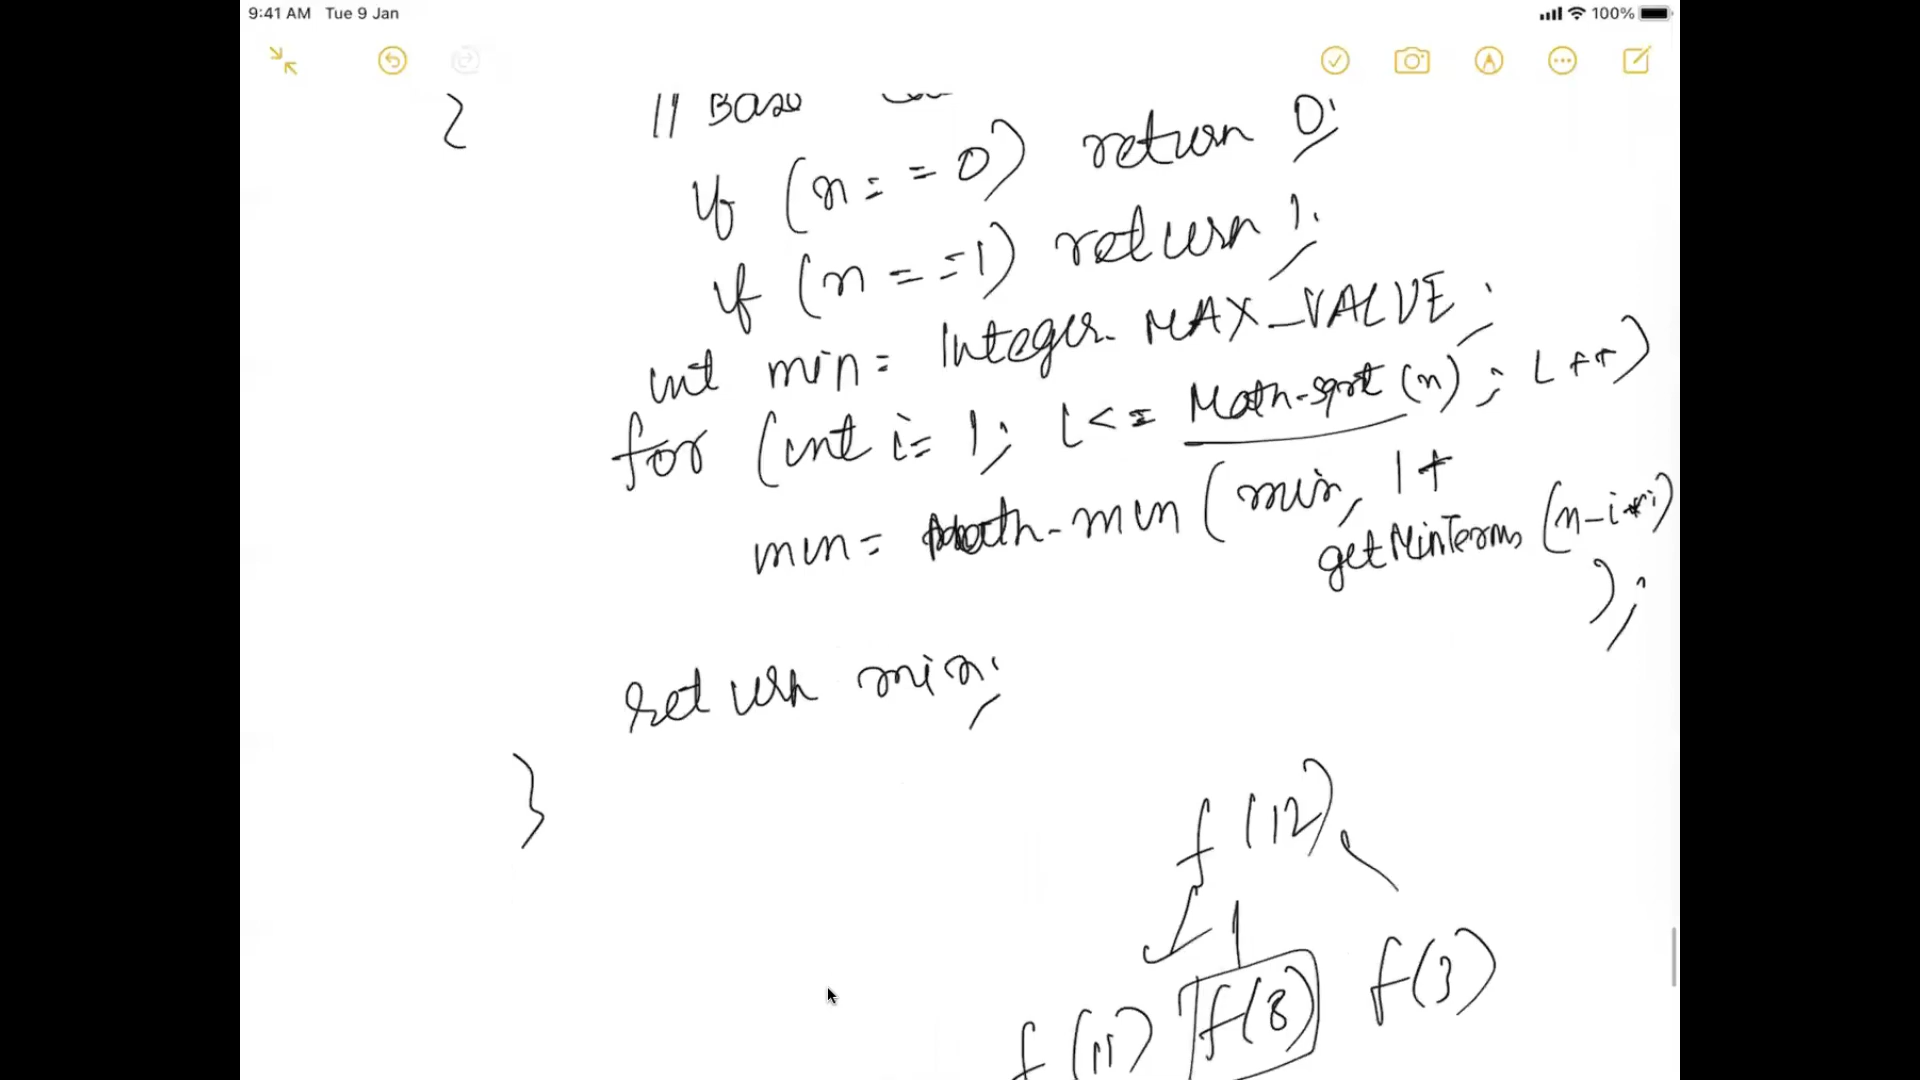 9:41 AM Tue 9 Jan 100%
{ // Base
if (n == 0) return 0;
if (n == 1) return 1;
int min = Integer.MAX_VALUE;
for (int i = 1; i <= Math.sqrt(n); i++)
min = Math.min(min, 1 +
getMinTerms(n-i*i)
);
return min;
}
f(12)
f(11) f(8) f(3)